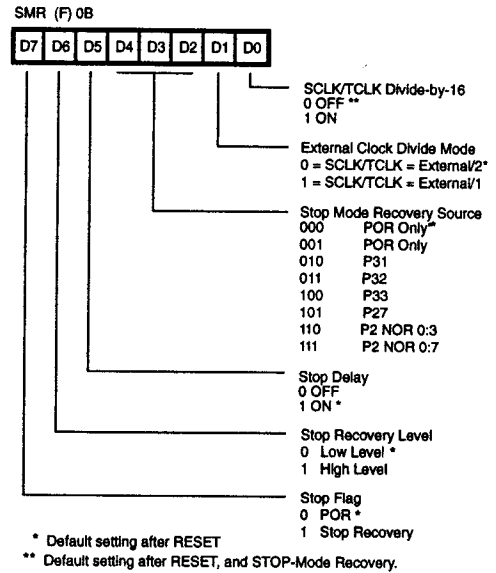 SMR (F) 0B
D7 D6 D5 D4 D3 D2 D1 D0
SCLK/TCLK Divide-by-16
0 OFF **
1 ON
External Clock Divide Mode
0 = SCLK/TCLK = External/2*
1 = SCLK/TCLK = External/1
Stop Mode Recovery Source
000 POR Only**
001 POR Only
010 P31
011 P32
100 P33
101 P27
110 P2 NOR 0:3
111 P2 NOR 0:7
Stop Delay
0 OFF
1 ON *
Stop Recovery Level
0 Low Level *
1 High Level
Stop Flag
0 POR *
1 Stop Recovery
* Default setting after RESET
** Default setting after RESET, and STOP-Mode Recovery.